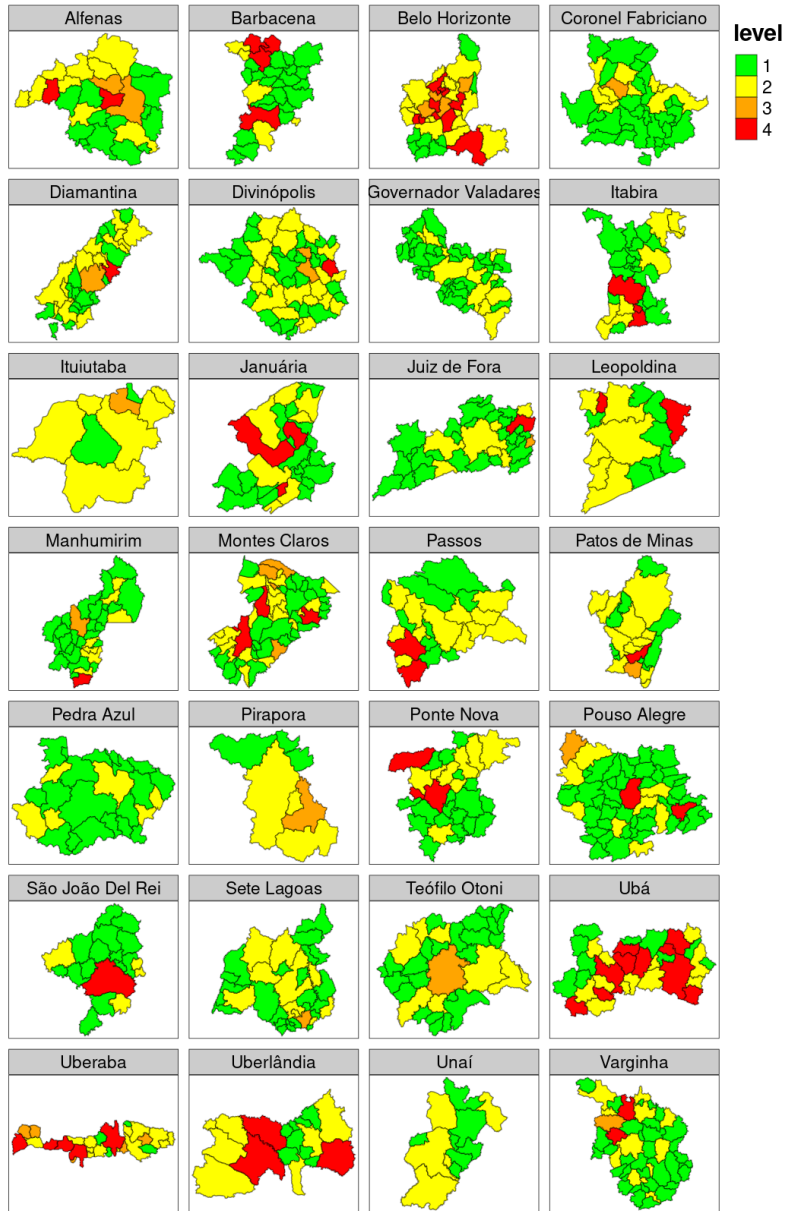 Alfenas
Barbacena
Belo Horizonte
Coronel Fabriciano
level
1
2
3
4
Diamantina
Divinópolis
Governador Valadares
Itabira
Ituiutaba
Januária
Juiz de Fora
Leopoldina
Manhumirim
Montes Claros
Passos
Patos de Minas
Pedra Azul
Pirapora
Ponte Nova
Pouso Alegre
São João Del Rei
Sete Lagoas
Teófilo Otoni
Ubá
Uberaba
Uberlândia
Unaí
Varginha